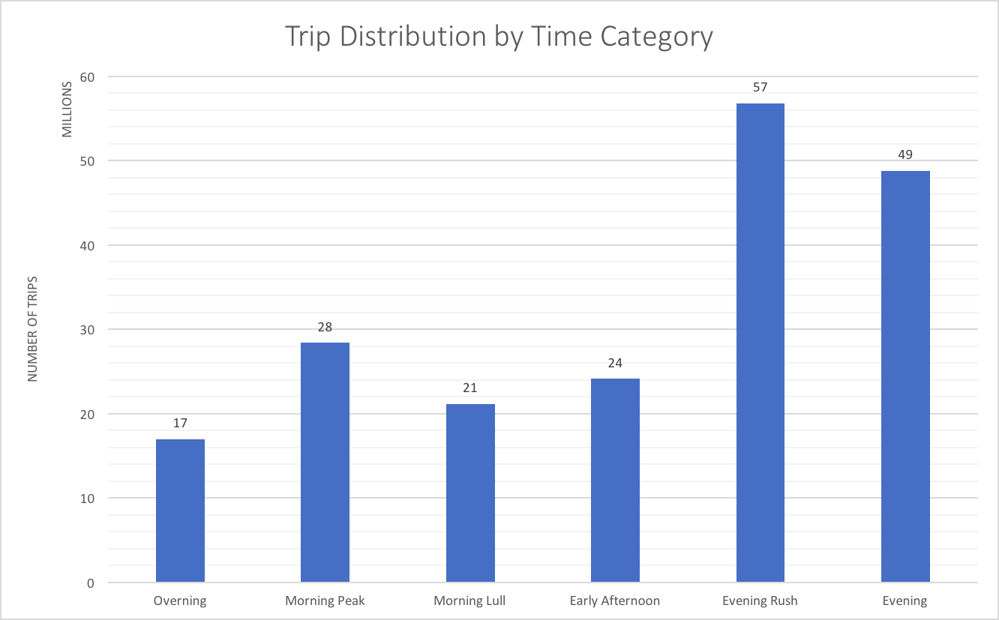 Trip Distribution by Time Category
MILLIONS
NUMBER OF TRIPS
60
50
40
30
20
10
0
17
28
21
24
57
49
Overning
Morning Peak
Morning Lull
Early Afternoon
Evening Rush
Evening